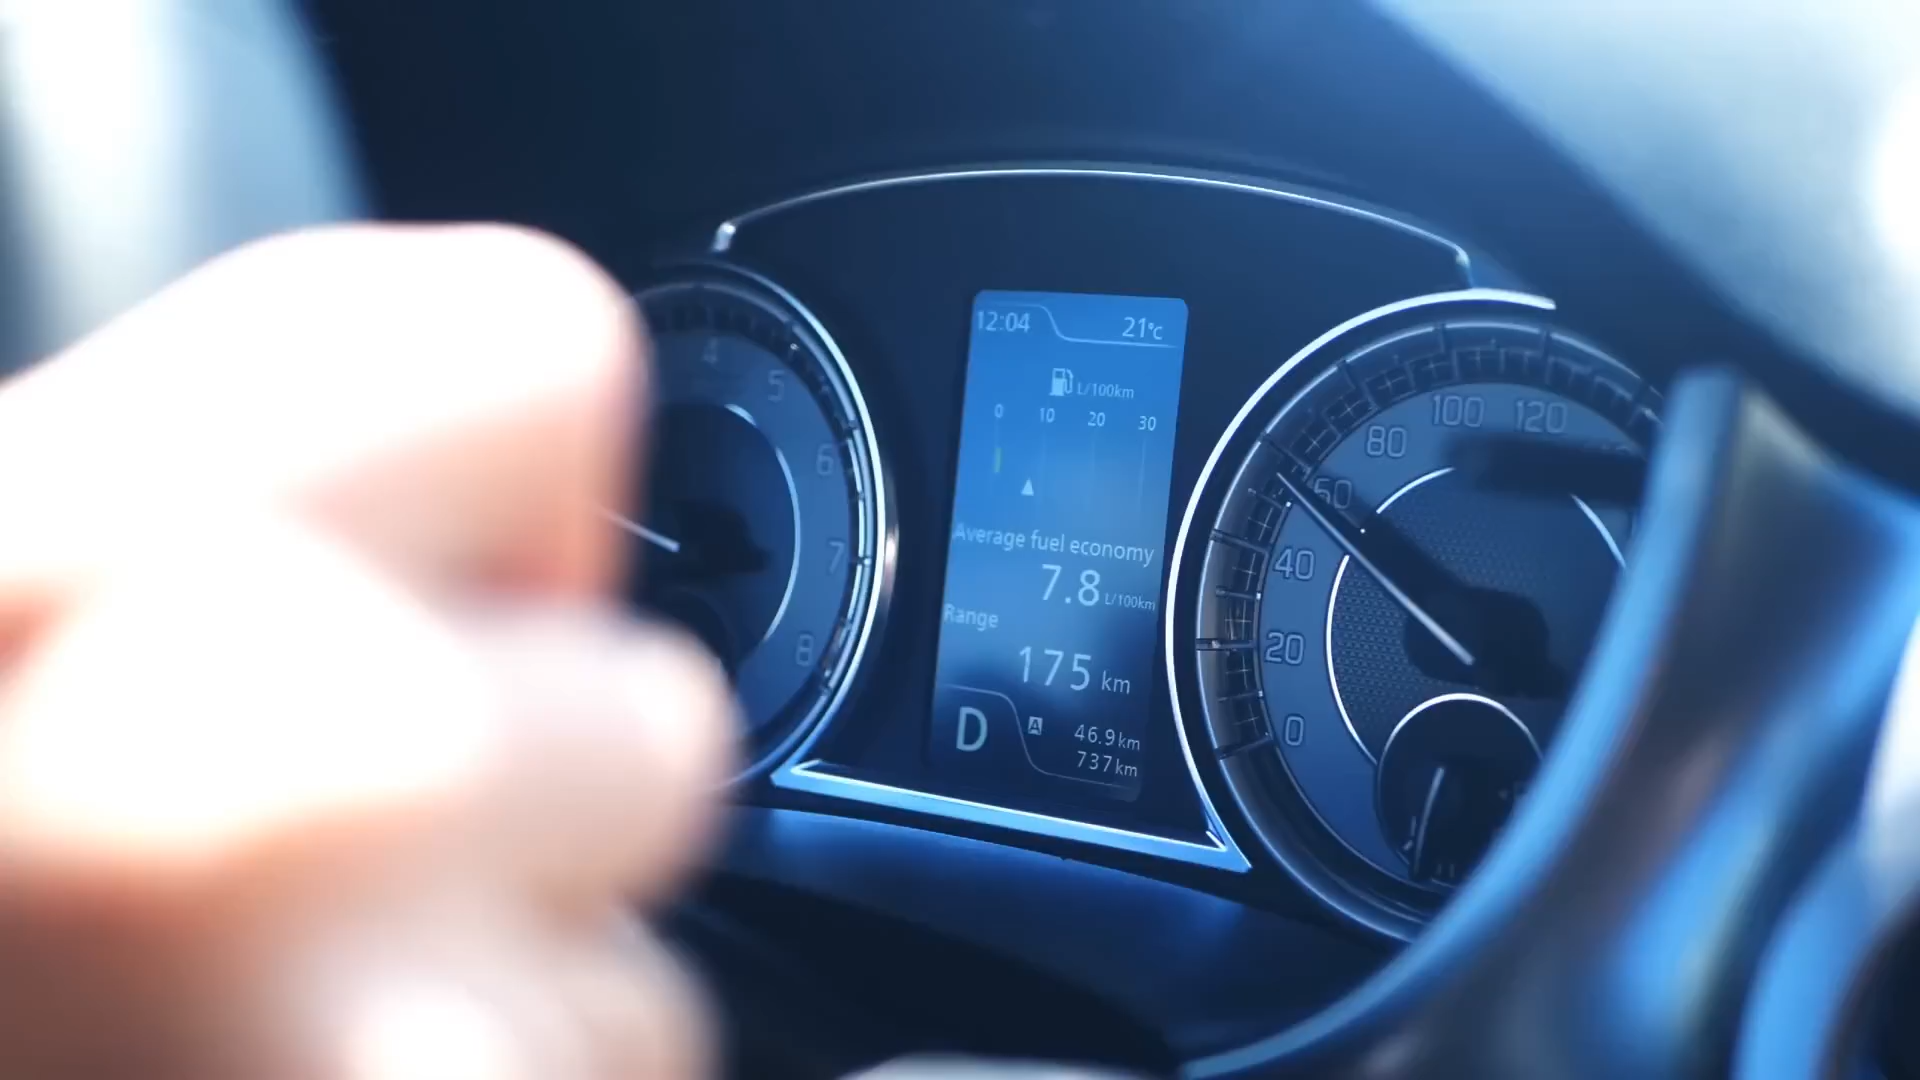 12:04 21°C
L/100km
0 10 20 30
Average fuel economy
7.8 L/100km
Range
175 km
D A 46.9 km
737 km
4
5
6
7
8
0
20
40
60
80
100
120